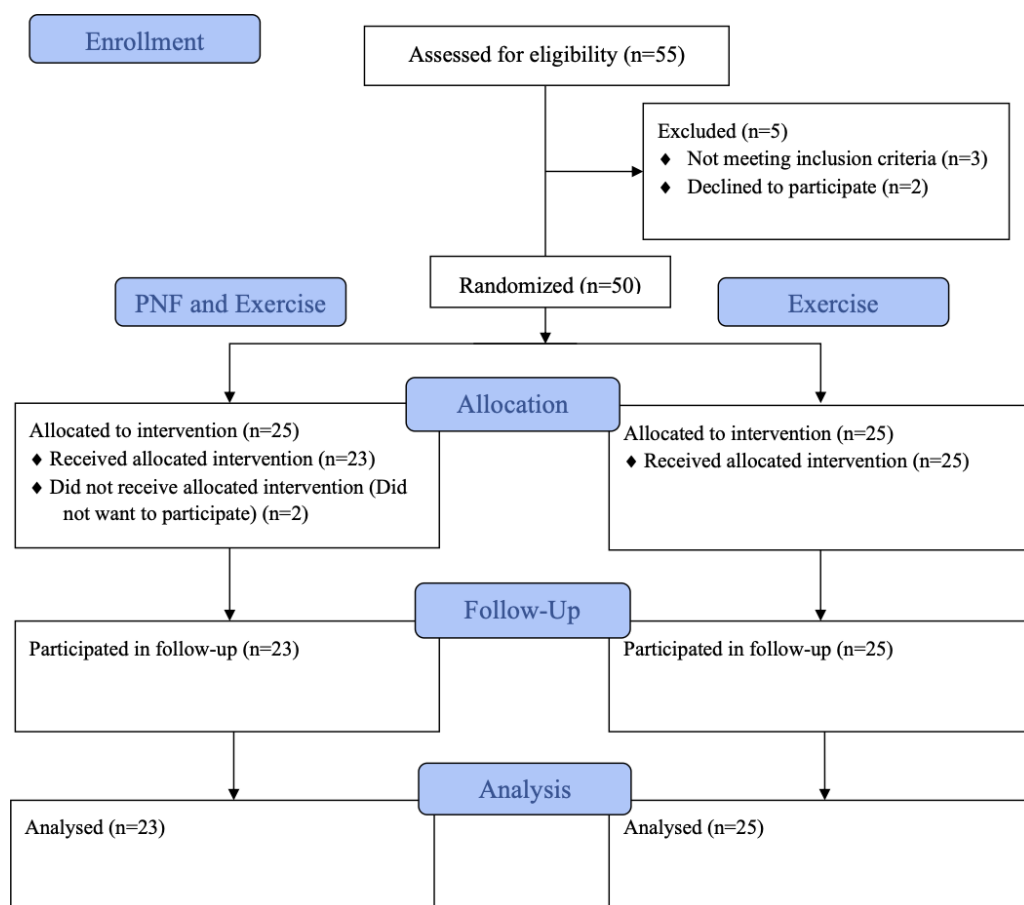 Enrollment
Assessed for eligibility (n=55)
Excluded (n=5)
♦ Not meeting inclusion criteria (n=3)
♦ Declined to participate (n=2)
Randomized (n=50)
PNF and Exercise
Exercise
Allocation
Allocated to intervention (n=25)
♦ Received allocated intervention (n=23)
♦ Did not receive allocated intervention (Did
not want to participate) (n=2)
Allocated to intervention (n=25)
♦ Received allocated intervention (n=25)
Follow-Up
Participated in follow-up (n=23)
Participated in follow-up (n=25)
Analysis
Analysed (n=23)
Analysed (n=25)